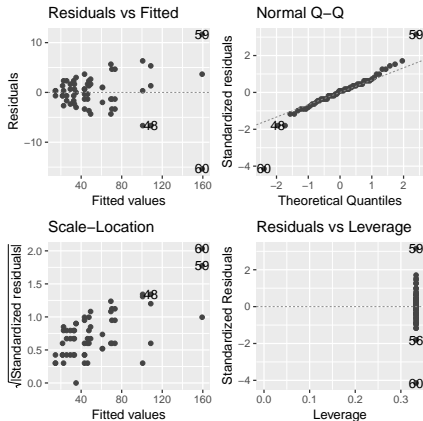 Residuals vs Fitted
Residuals
10
0
−10
59
48
60
40 80 120 160
Fitted values
Normal Q−Q
Standardized residuals
2
0
−2
−4
59
48
60
−2 −1 0 1 2
Theoretical Quantiles
Scale−Location
√|Standardized residuals|
2.0
1.5
1.0
0.5
0.0
60
59
48
40 80 120 160
Fitted values
Residuals vs Leverage
Standardized Residuals
2
0
−2
−4
59
60
0.0 0.1 0.2 0.3
Leverage